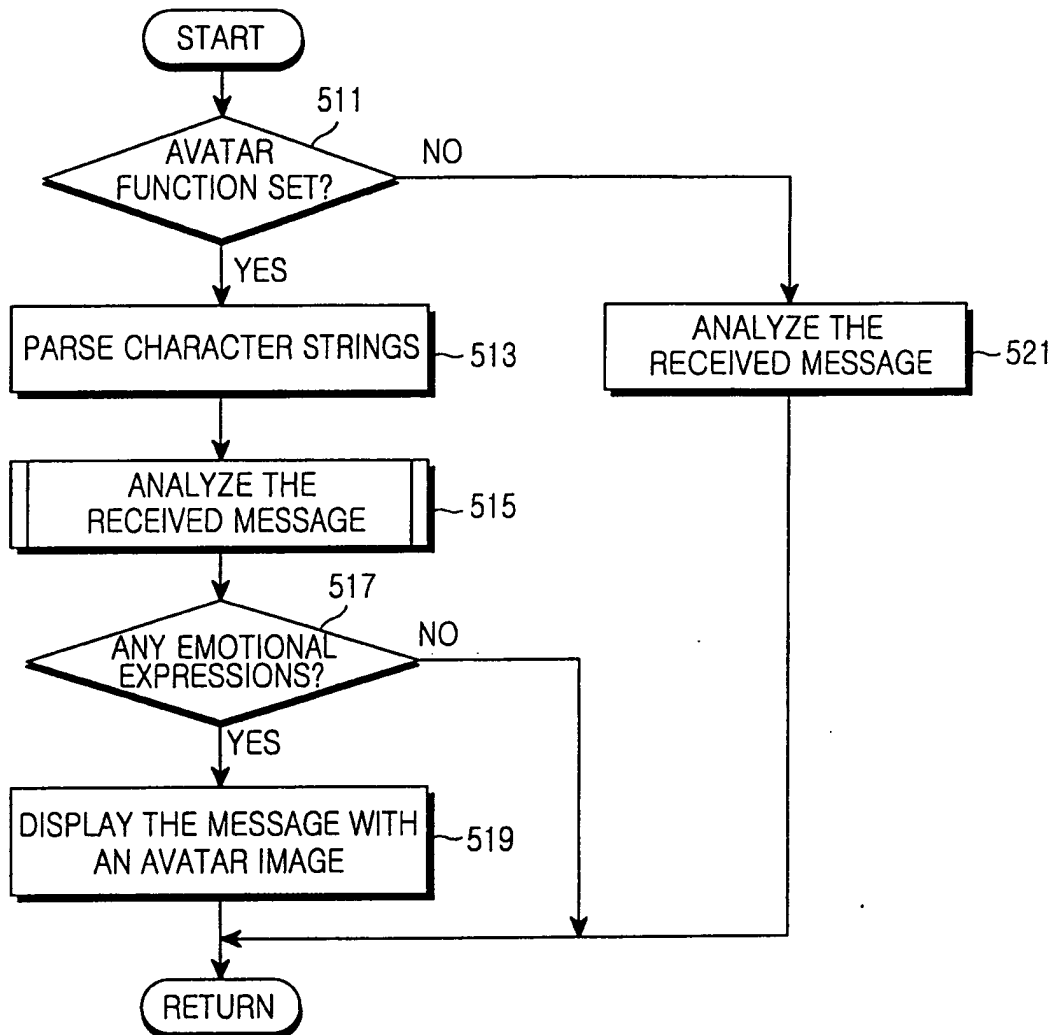 START
511
AVATAR
FUNCTION SET?
NO
YES
PARSE CHARACTER STRINGS
513
ANALYZE THE
RECEIVED MESSAGE
521
ANALYZE THE
RECEIVED MESSAGE
515
517
ANY EMOTIONAL
EXPRESSIONS?
NO
YES
DISPLAY THE MESSAGE WITH
AN AVATAR IMAGE
519
RETURN